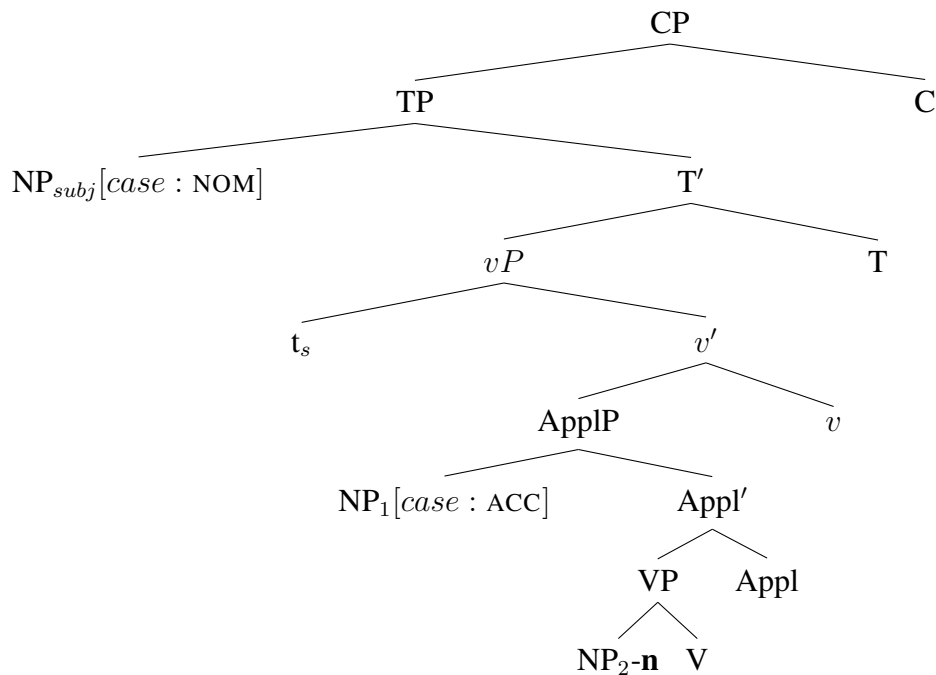 CP
TP C
NP_subj[case : NOM] T′
vP T
t_s v′
ApplP v
NP_1[case : ACC] Appl′
VP Appl
NP_2-n V